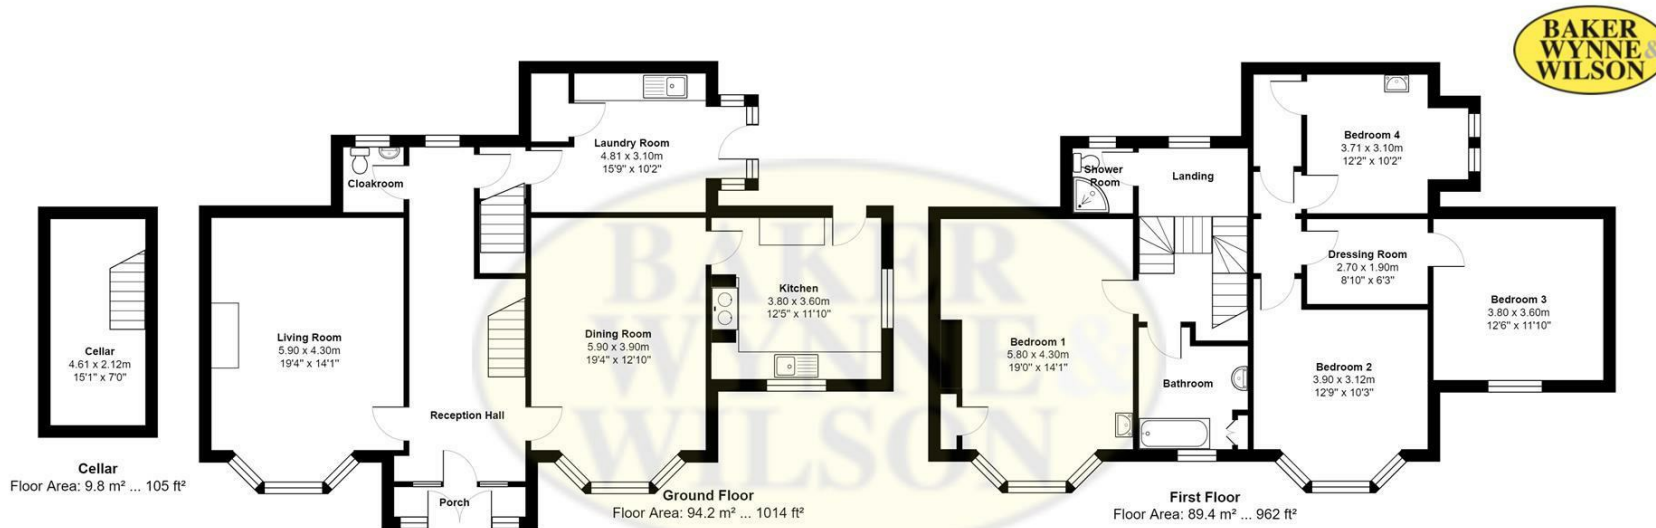 BAKER
WYNNE &
WILSON
Cellar
4.61 x 2.12m
15'1" x 7'0"
Cellar
Floor Area: 9.8 m² ... 105 ft²
Cloakroom
Laundry Room
4.81 x 3.10m
15'9" x 10'2"
Living Room
5.90 x 4.30m
19'4" x 14'1"
Dining Room
5.90 x 3.90m
19'4" x 12'10"
Kitchen
3.80 x 3.60m
12'5" x 11'10"
Reception Hall
Porch
Ground Floor
Floor Area: 94.2 m² ... 1014 ft²
Shower
Room
Landing
Bedroom 4
3.71 x 3.10m
12'2" x 10'2"
Dressing Room
2.70 x 1.90m
8'10" x 6'3"
Bedroom 3
3.80 x 3.60m
12'6" x 11'10"
Bedroom 1
5.80 x 4.30m
19'0" x 14'1"
Bathroom
Bedroom 2
3.90 x 3.12m
12'9" x 10'3"
First Floor
Floor Area: 89.4 m² ... 962 ft²
BAKER
WYNNE &
WILSON